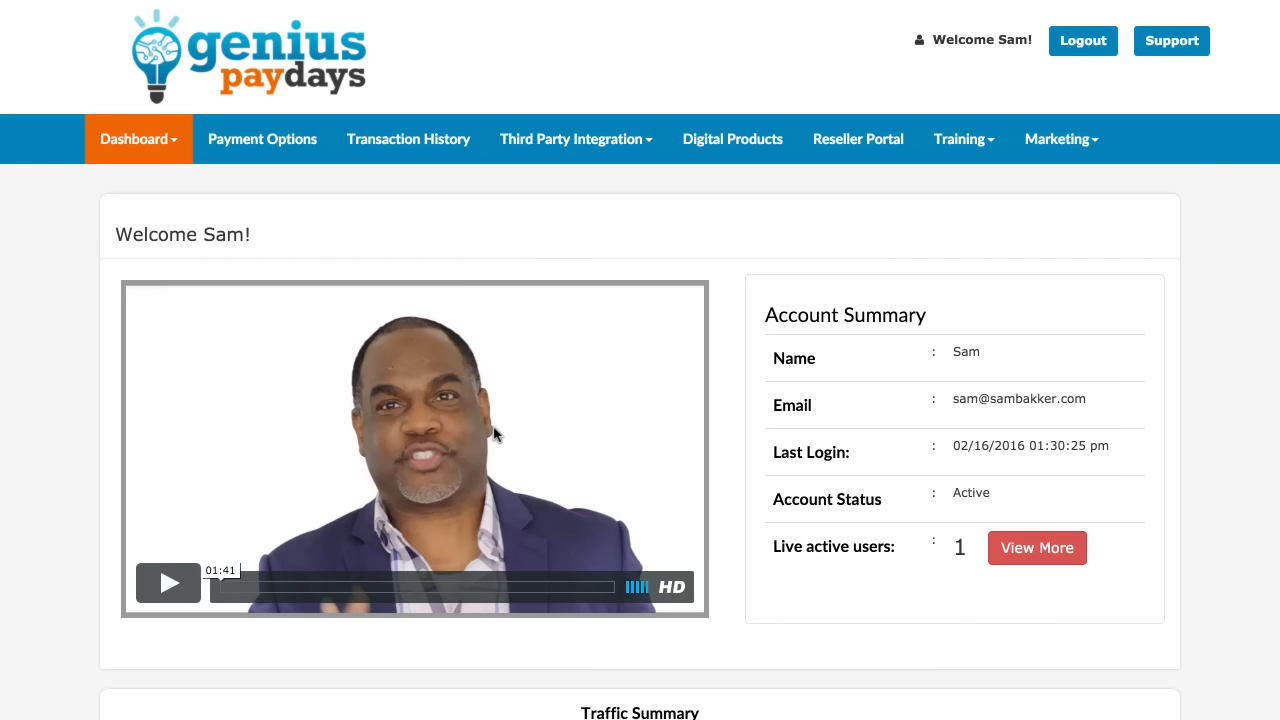 genius
paydays
Welcome Sam!
Logout
Support
Dashboard
Payment Options
Transaction History
Third Party Integration
Digital Products
Reseller Portal
Training
Marketing
Welcome Sam!
01:41
HD
Account Summary
Name : Sam
Email : sam@sambakker.com
Last Login: : 02/16/2016 01:30:25 pm
Account Status : Active
Live active users: : 1 View More
Traffic Summary